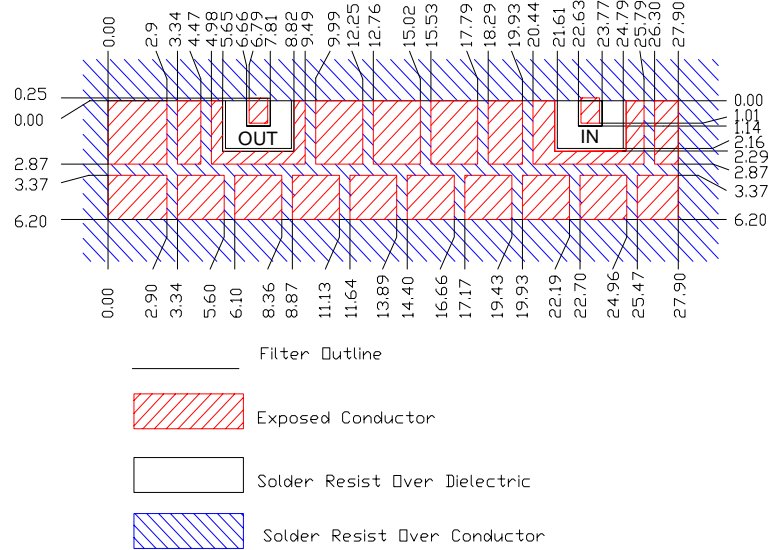 0.00 2.9 3.34 4.47 4.98 5.65 6.66 6.79 7.81 8.82 9.49 9.99 12.25 12.76 15.02 15.53 17.79 18.29 19.93 20.44 21.61 22.63 23.77 24.79 25.79 26.30 27.90
0.25
0.00
0.00
1.01
1.14
2.16
2.29
OUT
IN
2.87
2.87
3.37
3.37
6.20
6.20
0.00 2.90 3.34 5.60 6.10 8.36 8.87 11.13 11.64 13.89 14.40 16.66 17.17 19.43 19.93 22.19 22.70 24.96 25.47 27.90
Filter Outline
Exposed Conductor
Solder Resist Over Dielectric
Solder Resist Over Conductor